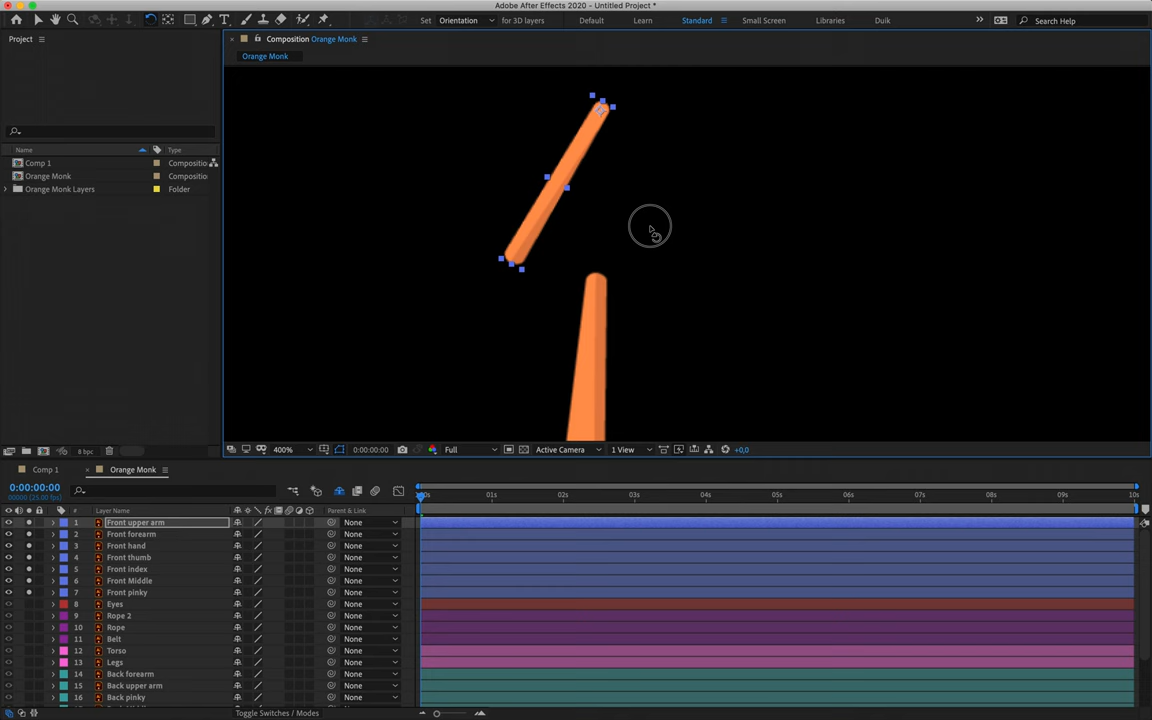 Adobe After Effects 2020 - Untitled Project *
Set Orientation for 3D layers Default Learn Standard Small Screen Libraries Duik Search Help
Project
Composition Orange Monk
Orange Monk
Name Type
Comp 1 Compositio
Orange Monk Compositio
Orange Monk Layers Folder
8 bpc 400% 0:00:00:00 Full Active Camera 1 View +0,0
Comp 1 Orange Monk
0:00:00:00
00000 (25.00 fps)
# Layer Name Parent & Link 01s 02s 03s 04s 05s 06s 07s 08s 09s 10s
1 Front upper arm None
2 Front forearm None
3 Front hand None
4 Front thumb None
5 Front index None
6 Front Middle None
7 Front pinky None
8 Eyes None
9 Rope 2 None
10 Rope None
11 Belt None
12 Torso None
13 Legs None
14 Back forearm None
15 Back upper arm None
16 Back pinky None
Toggle Switches / Modes